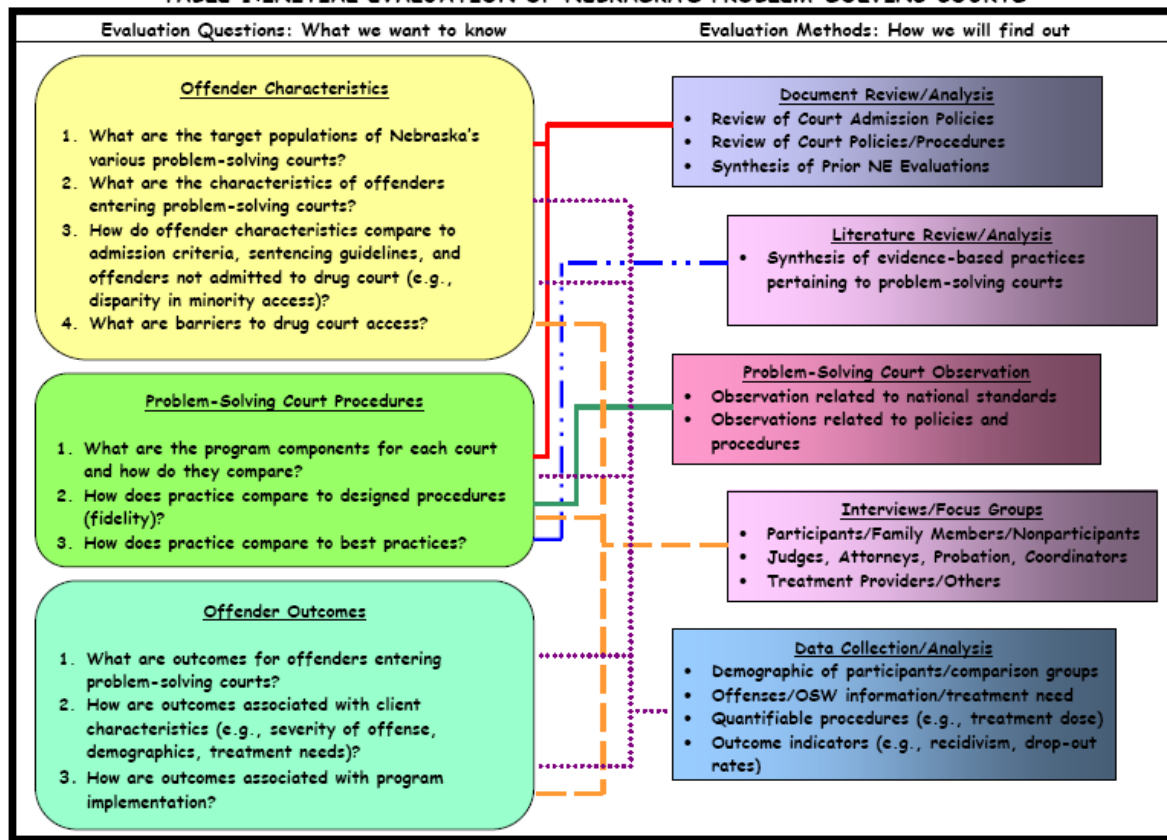 TABLE 1: INITIAL EVALUATION OF NEBRASKA'S PROBLEM-SOLVING COURTS
Evaluation Questions: What we want to know
Evaluation Methods: How we will find out
Offender Characteristics
1. What are the target populations of Nebraska's
various problem-solving courts?
2. What are the characteristics of offenders
entering problem-solving courts?
3. How do offender characteristics compare to
admission criteria, sentencing guidelines, and
offenders not admitted to drug court (e.g.,
disparity in minority access)?
4. What are barriers to drug court access?
Problem-Solving Court Procedures
1. What are the program components for each court
and how do they compare?
2. How does practice compare to designed procedures
(fidelity)?
3. How does practice compare to best practices?
Offender Outcomes
1. What are outcomes for offenders entering
problem-solving courts?
2. How are outcomes associated with client
characteristics (e.g., severity of offense,
demographics, treatment needs)?
3. How are outcomes associated with program
implementation?
Document Review/Analysis
• Review of Court Admission Policies
• Review of Court Policies/Procedures
• Synthesis of Prior NE Evaluations
Literature Review/Analysis
• Synthesis of evidence-based practices
pertaining to problem-solving courts
Problem-Solving Court Observation
• Observation related to national standards
• Observations related to policies and
procedures
Interviews/Focus Groups
• Participants/Family Members/Nonparticipants
• Judges, Attorneys, Probation, Coordinators
• Treatment Providers/Others
Data Collection/Analysis
• Demographic of participants/comparison groups
• Offenses/OSW information/treatment need
• Quantifiable procedures (e.g., treatment dose)
• Outcome indicators (e.g., recidivism, drop-out
rates)